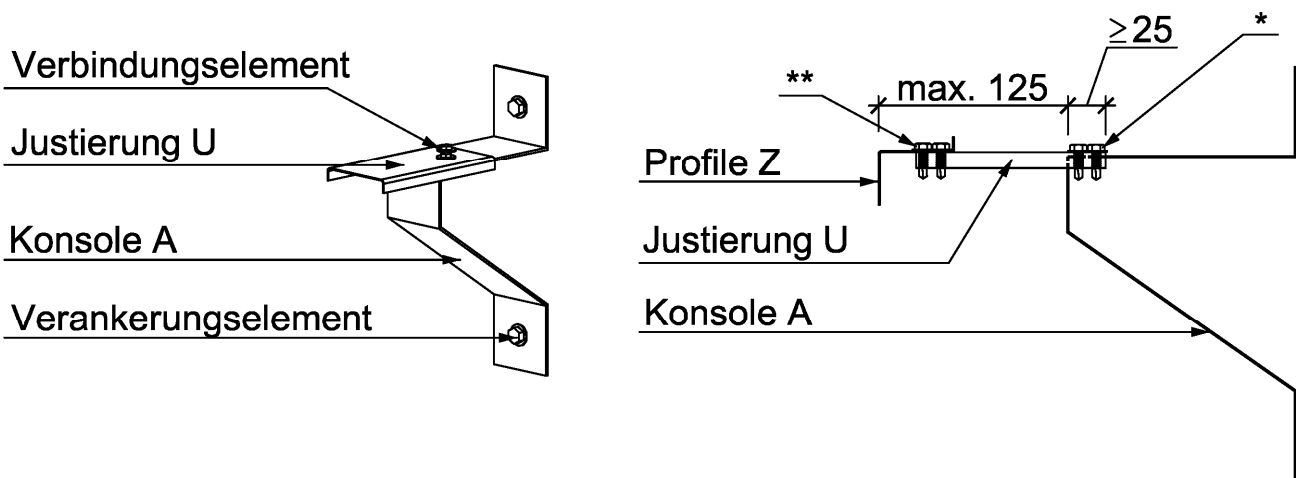 Verbindungselement
Justierung U
Konsole A
Verankerungselement
≥25
*
**
max. 125
Profile Z
Justierung U
Konsole A